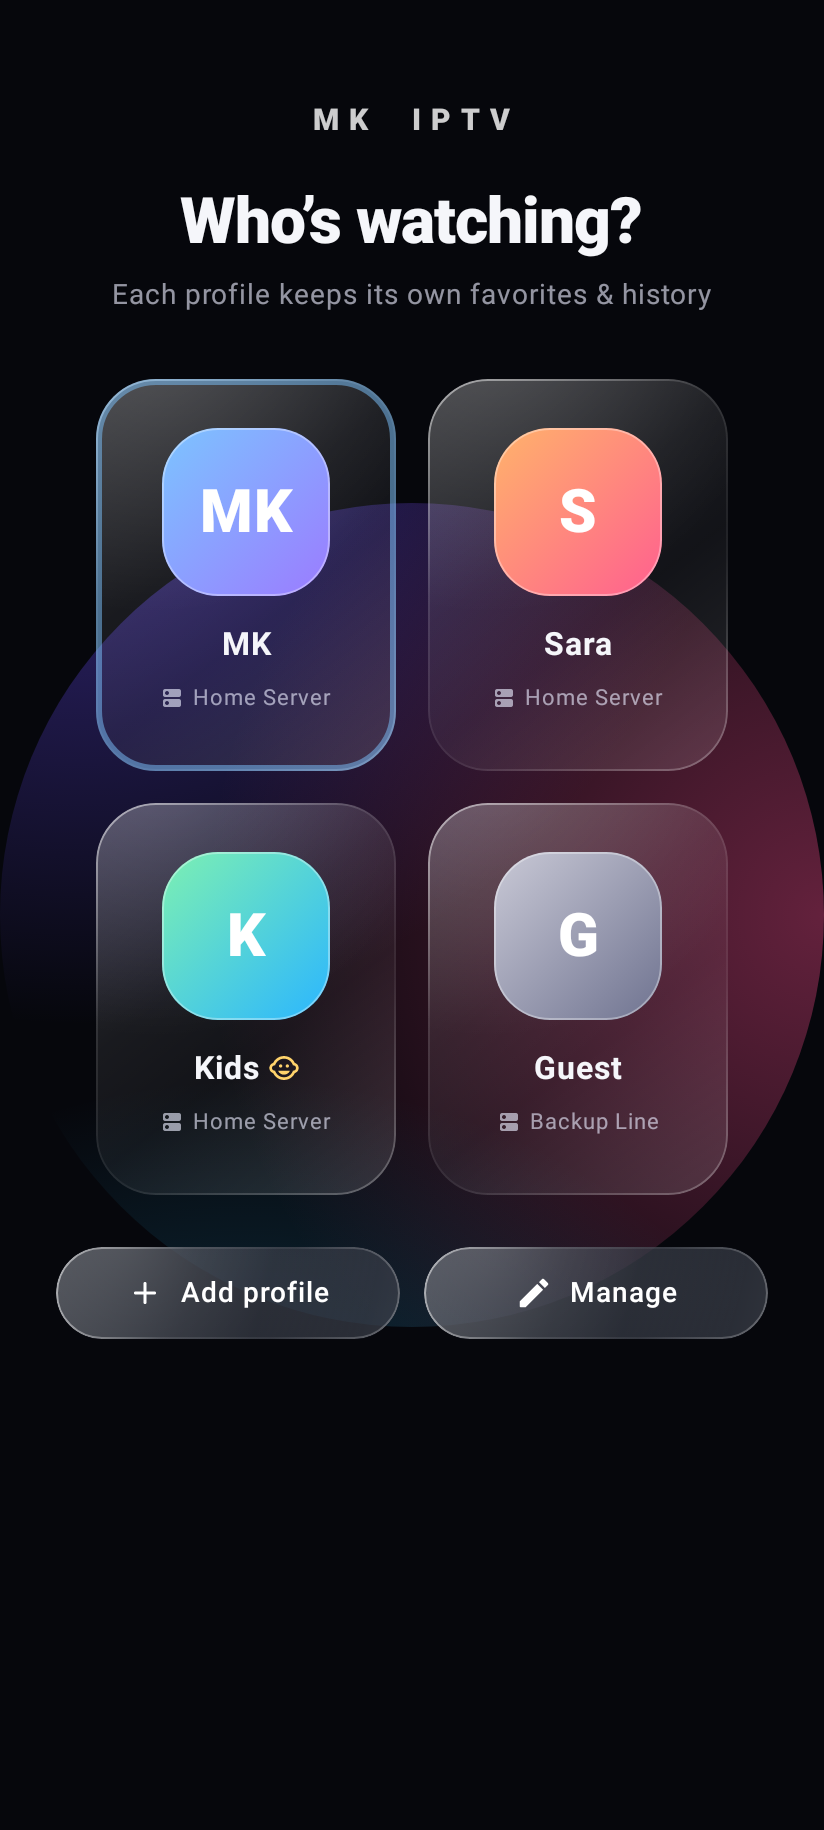 MK IPTV
Who’s watching?
Each profile keeps its own favorites & history
MK
S
MK
Sara
Home Server
Home Server
K
G
Kids
Guest
Home Server
Backup Line
Add profile
Manage